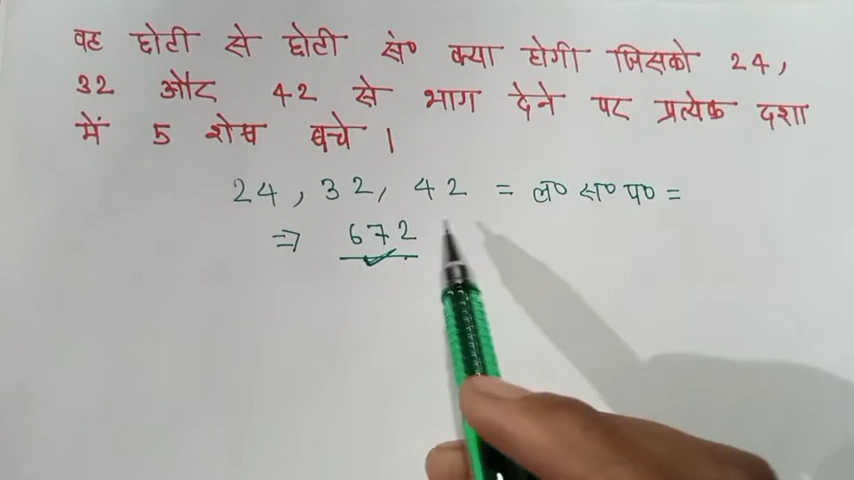 वह छोटी से छोटी सं० क्या होगी जिसको 24,
32 और 42 से भाग देने पर प्रत्येक दशा
में 5 शेष बचे ।
24, 32, 42 = ल० स० प० =
⇒ 672